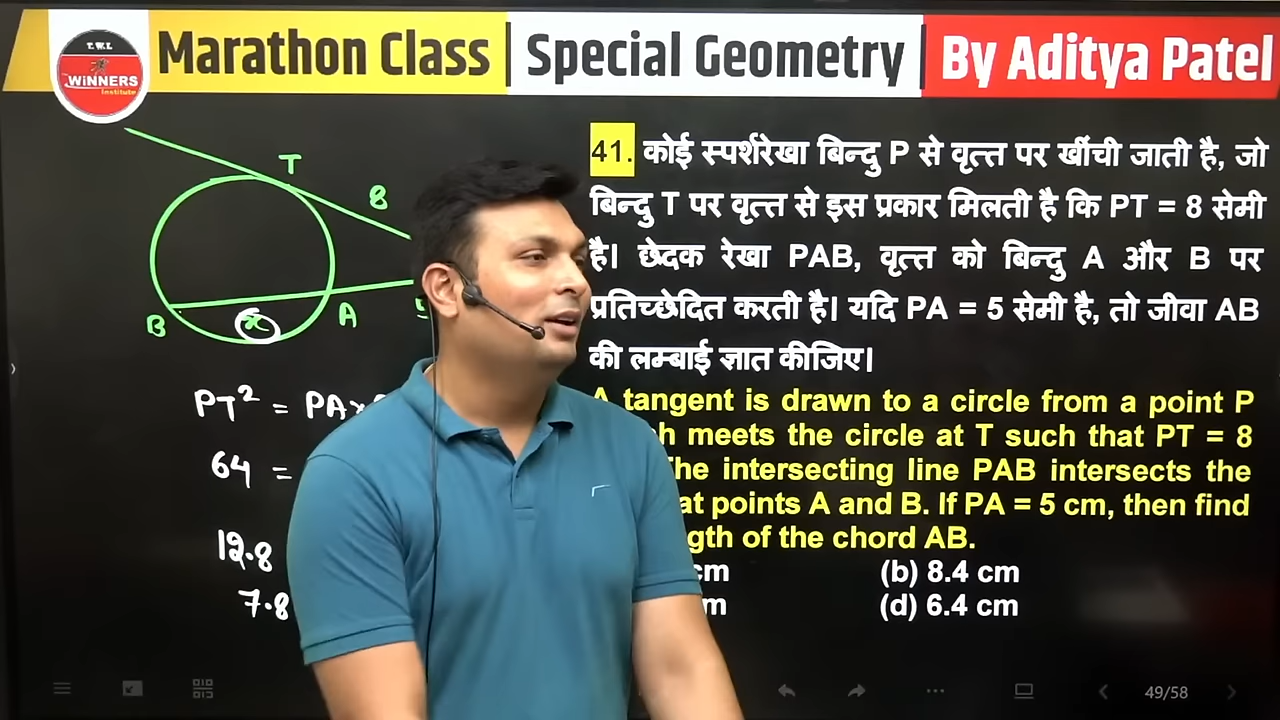 Marathon Class | Special Geometry | By Aditya Patel
T.W.I.
WINNERS
Institute
T
8
B
x
A
PT² = PA×
64 =
12.8
7.8
41. कोई स्पर्शरेखा बिन्दु P से वृत्त पर खींची जाती है, जो
बिन्दु T पर वृत्त से इस प्रकार मिलती है कि PT = 8 सेमी
है। छेदक रेखा PAB, वृत्त को बिन्दु A और B पर
प्रतिच्छेदित करती है। यदि PA = 5 सेमी है, तो जीवा AB
की लम्बाई ज्ञात कीजिए।
A tangent is drawn to a circle from a point P
meets the circle at T such that PT = 8
The intersecting line PAB intersects the
at points A and B. If PA = 5 cm, then find
of the chord AB.
cm (b) 8.4 cm
(d) 6.4 cm
49/58